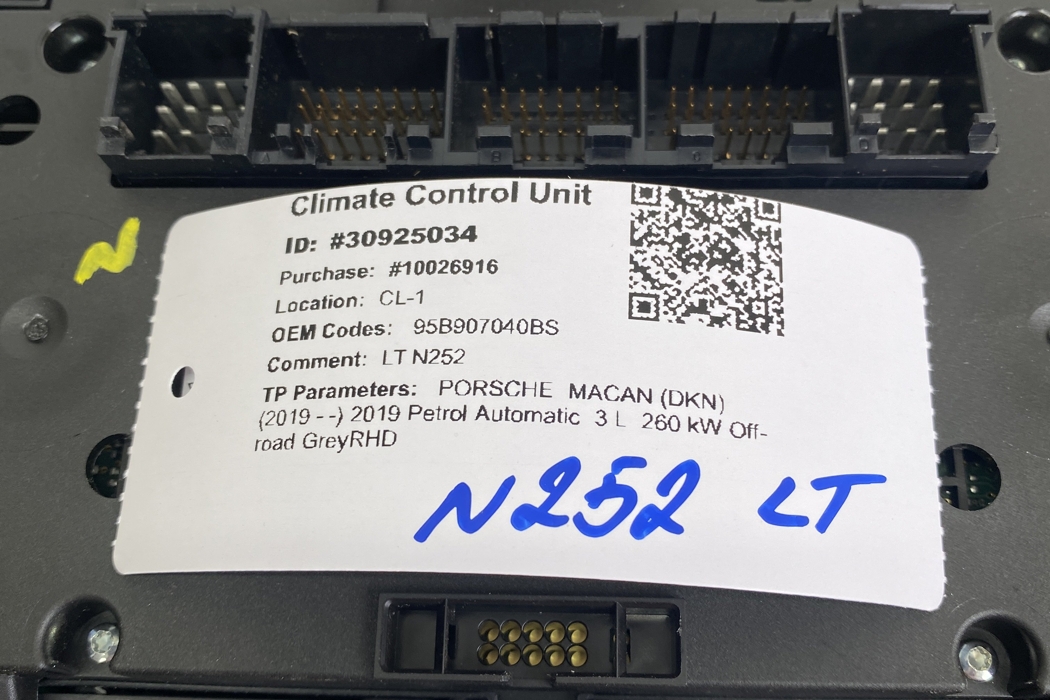 Climate Control Unit
ID: #30925034
Purchase: #10026916
Location: CL-1
OEM Codes: 95B907040BS
Comment: LT N252
TP Parameters: PORSCHE MACAN (DKN)
(2019 - -) 2019 Petrol Automatic 3 L 260 kW Off-
road GreyRHD
N252 LT